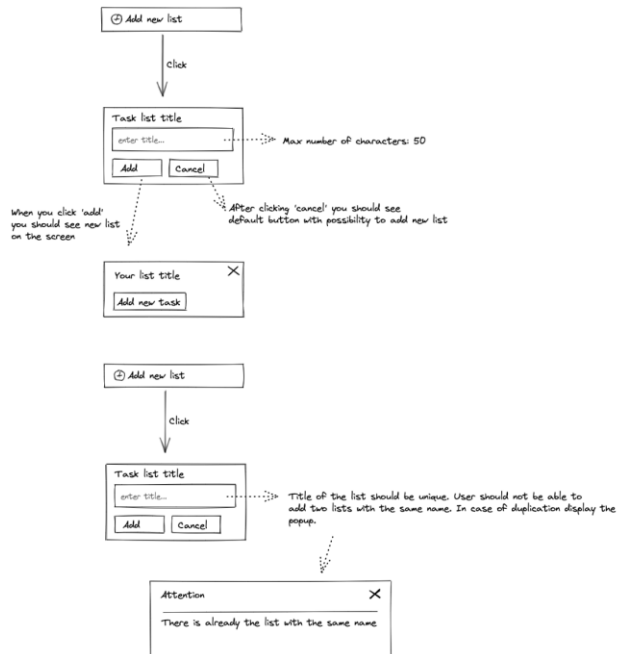 Add new list
Click
Task list title
enter title...
Max number of characters: 50
Add
Cancel
When you click 'add'
you should see new list
on the screen
After clicking 'cancel' you should see
default button with possibility to add new list
Your list title
Add new task
Add new list
Click
Task list title
enter title...
Title of the list should be unique. User should not be able to
add two lists with the same name. In case of duplication display the
popup.
Add
Cancel
Attention
There is already the list with the same name